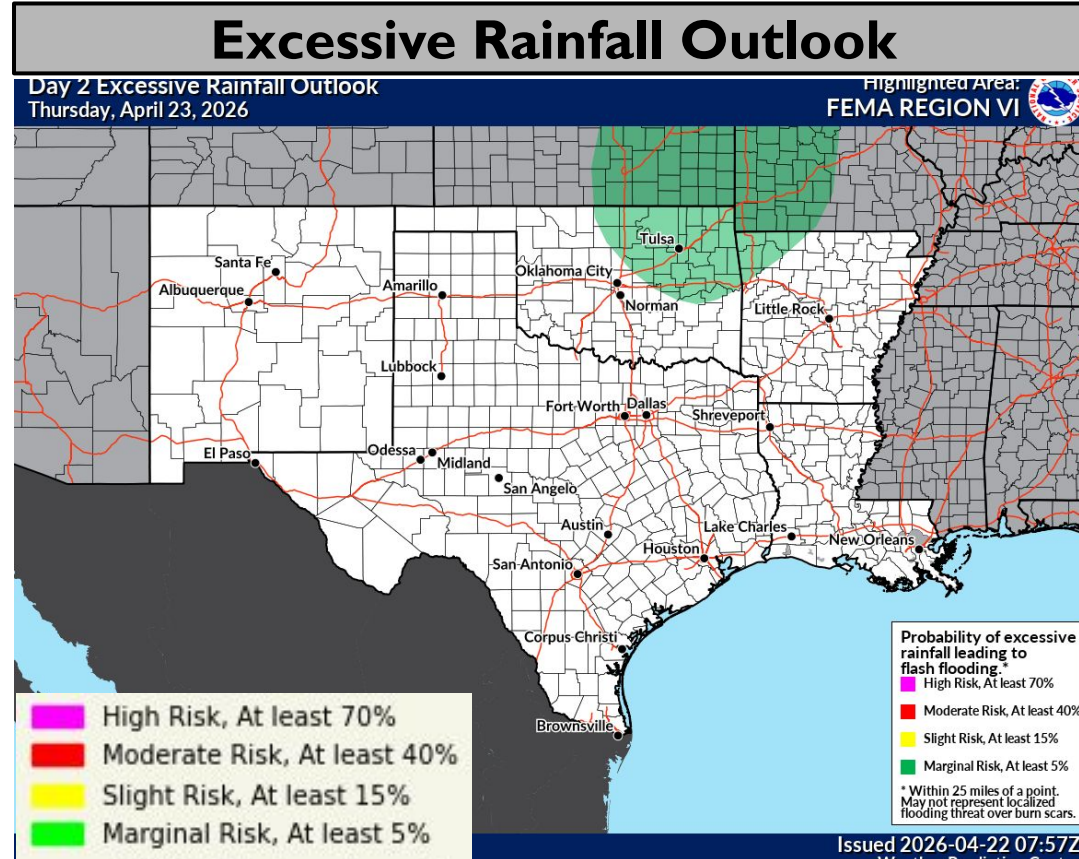 Excessive Rainfall Outlook
Day 2 Excessive Rainfall Outlook
Thursday, April 23, 2026
Highlighted Area:
FEMA REGION VI
Tulsa
Santa Fe
Oklahoma City
Albuquerque
Amarillo
Norman
Little Rock
Lubbock
Fort Worth
Dallas
Shreveport
El Paso
Odessa
Midland
San Angelo
Austin
Lake Charles
New Orleans
Houston
San Antonio
Corpus Christi
Brownsville
Probability of excessive
rainfall leading to
flash flooding.*
High Risk, At least 70%
Moderate Risk, At least 40%
Slight Risk, At least 15%
Marginal Risk, At least 5%
* Within 25 miles of a point.
May not represent localized
flooding threat over burn scars.
High Risk, At least 70%
Moderate Risk, At least 40%
Slight Risk, At least 15%
Marginal Risk, At least 5%
Issued 2026-04-22 07:57Z